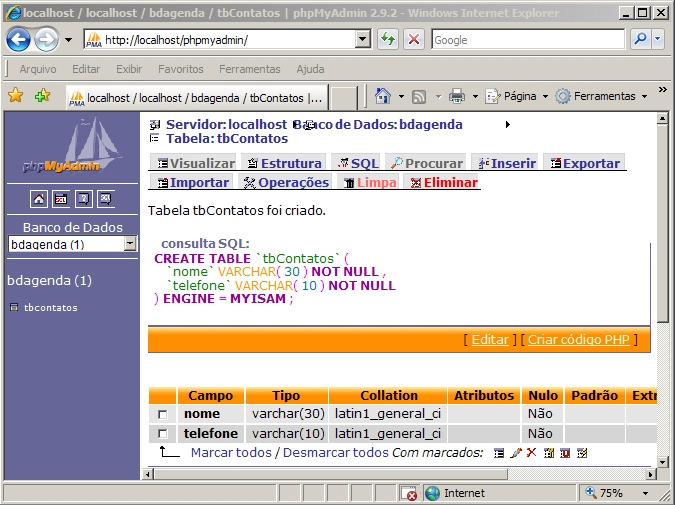 localhost / localhost / bdagenda / tbContatos | phpMyAdmin 2.9.2 - Windows Internet Explorer
http://localhost/phpmyadmin/
Google
Arquivo Editar Exibir Favoritos Ferramentas Ajuda
PMA localhost / localhost / bdagenda / tbContatos |...
Página Ferramentas
phpMyAdmin
SQL
Banco de Dados
bdagenda (1)
bdagenda (1)
tbcontatos
Servidor: localhost Banco de Dados: bdagenda
Tabela: tbContatos
Visualizar Estrutura SQL Procurar Inserir Exportar
Importar Operações Limpa Eliminar
Tabela tbContatos foi criado.
consulta SQL:
CREATE TABLE `tbContatos` (
`nome` VARCHAR( 30 ) NOT NULL ,
`telefone` VARCHAR( 10 ) NOT NULL
) ENGINE = MYISAM ;
[ Editar ] [ Criar código PHP ]
Campo Tipo Collation Atributos Nulo Padrão Extr
nome varchar(30) latin1_general_ci Não
telefone varchar(10) latin1_general_ci Não
Marcar todos / Desmarcar todos Com marcados:
Internet 75%